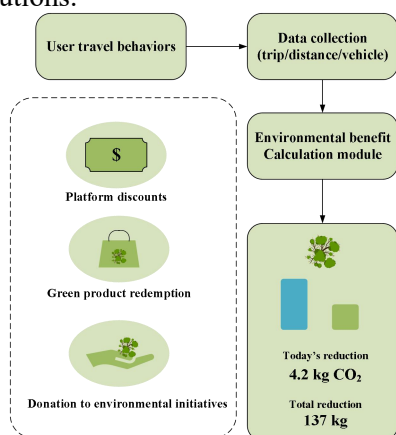 User travel behaviors
Data collection
(trip/distance/vehicle)
Environmental benefit
Calculation module
$
Platform discounts
Green product redemption
Donation to environmental initiatives
Today's reduction
4.2 kg CO₂
Total reduction
137 kg